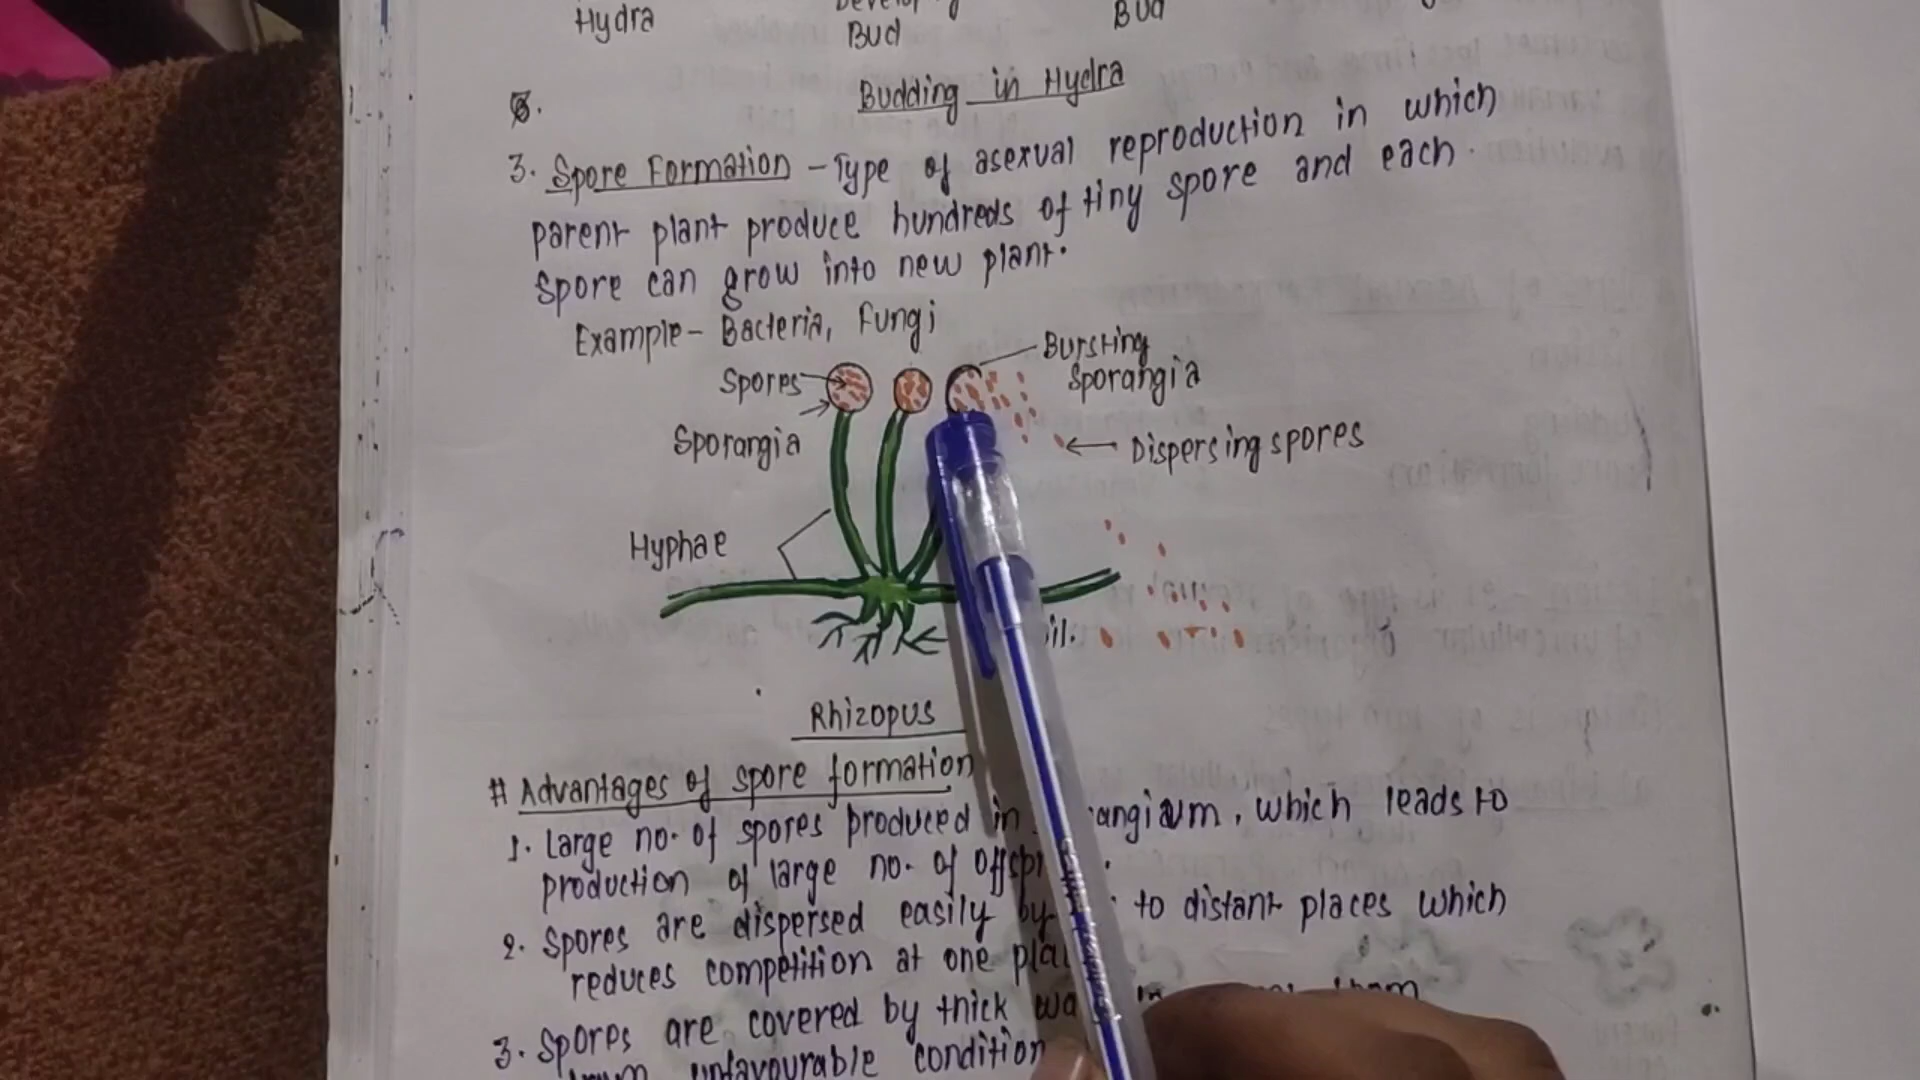 Hydra
Bud
Bud
Budding in Hydra
3. Spore Formation - Type of asexual reproduction in which
parent plant produce hundreds of tiny spore and each
spore can grow into new plant.
Example - Bacteria, Fungi
Bursting
Spores
Sporangia
Sporangia
Dispersing spores
Hyphae
Rhizopus
# Advantages of spore formation
1. Large no. of spores produced in which leads to
production of large no. of
2. Spores are dispersed easily by to distant places which
reduces competition at one
3. Spores are covered by thick
unfavourable condition